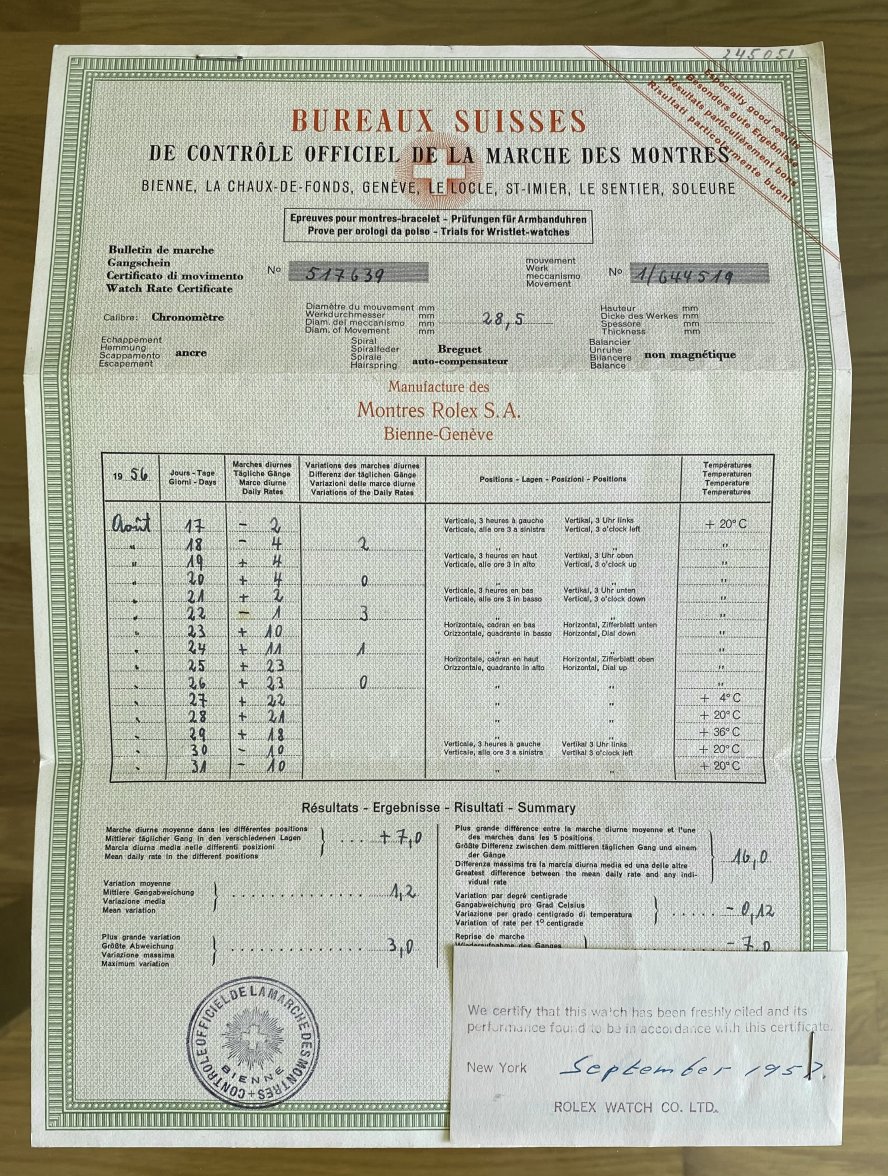 245051
Especially good results
Besonders gute Ergebnisse
Résultats particulièrement bons
Risultati particolarmente buoni
BUREAUX SUISSES
DE CONTRÔLE OFFICIEL DE LA MARCHE DES MONTRES
BIENNE, LA CHAUX-DE-FONDS, GENÈVE, LE LOCLE, ST-IMIER, LE SENTIER, SOLEURE
Epreuves pour montres-bracelet - Prüfungen für Armbanduhren
Prove per orologi da polso - Trials for Wristlet-watches
Bulletin de marche
Gangschein
Certificato di movimento
Watch Rate Certificate
No 517639
mouvement
Werk
meccanismo
Movement
No 1/644519
Calibre: Chronomètre
Diamètre du mouvement mm
Werkdurchmesser mm
Diam. del meccanismo mm
Diam. of Movement mm
28,5
Hauteur mm
Dicke des Werkes mm
Spessore mm
Thickness mm
Echappement
Hemmung
Scappamento
Escapement
ancre
Spiral
Spiralfeder
Spirale
Hairspring
Breguet
auto-compensateur
Balancier
Unruhe
Bilancere
Balance
non magnétique
Manufacture des
Montres Rolex S.A.
Bienne-Genève
19 56
Jours - Tage
Giorni - Days
Marches diurnes
Tägliche Gänge
Marce diurne
Daily Rates
Variations des marches diurnes
Differenz der täglichen Gänge
Variazioni delle marce diurne
Variations of the Daily Rates
Positions - Lagen - Posizioni - Positions
Températures
Temperaturen
Temperature
Temperatures
Août 17 - 2 Verticale, 3 heures à gauche Vertikal, 3 Uhr links + 20° C
Verticale, alle ore 3 a sinistra Vertical, 3 o'clock left
" 18 - 4 2 " " "
" 19 + 4 Verticale, 3 heures en haut Vertikal, 3 Uhr oben "
Verticale, alle ore 3 in alto Vertical, 3 o'clock up
" 20 + 4 0 " " "
" 21 + 2 Verticale, 3 heures en bas Vertikal, 3 Uhr unten "
Verticale, alle ore 3 in basso Vertical, 3 o'clock down
" 22 - 1 3 " " "
" 23 + 10 Horizontale, cadran en bas Horizontal, Zifferblatt unten "
Orizzontale, quadrante in basso Horizontal, Dial down
" 24 + 11 1 " " "
" 25 + 23 Horizontale, cadran en haut Horizontal, Zifferblatt oben "
Orizzontale, quadrante in alto Horizontal, Dial up
" 26 + 23 0 " " "
" 27 + 22 " " + 4° C
" 28 + 21 " " + 20° C
" 29 + 18 " " + 36° C
" 30 - 10 Verticale, 3 heures à gauche Vertikal 3 Uhr links + 20° C
Verticale, alle ore 3 a sinistra Vertikal 3 o'clock left
" 31 - 10 " " + 20° C
Résultats - Ergebnisse - Risultati - Summary
Marche diurne moyenne dans les différentes positions
Mittlerer täglicher Gang in den verschiedenen Lagen
Marcia diurna media nelle differenti posizioni
Mean daily rate in the different positions
+ 7,0
Variation moyenne
Mittlere Gangabweichung
Variazione media
Mean variation
1,2
Plus grande variation
Größte Abweichung
Variazione massima
Maximum variation
3,0
Plus grande différence entre la marche diurne moyenne et l'une
des marches dans les 5 positions
Größte Differenz zwischen dem mittleren täglichen Gang und einem
der Gänge
Differenza massima tra la marcia diurna media ed una delle altre
Greatest difference between the mean daily rate and any indi-
vidual rate
16,0
Variation par degré centigrade
Gangabweichung pro Grad Celsius
Variazione per grado centigrado di temperatura
Variation of rate per 1° centigrade
- 0,12
Reprise de marche
Wiederaufnahme des Ganges
- 7,0
CONTROLE OFFICIEL DE LA MARCHE DES MONTRES
BIENNE
We certify that this watch has been freshly oiled and its
performance found to be in accordance with this certificate.
New York September 1957.
ROLEX WATCH CO. LTD.